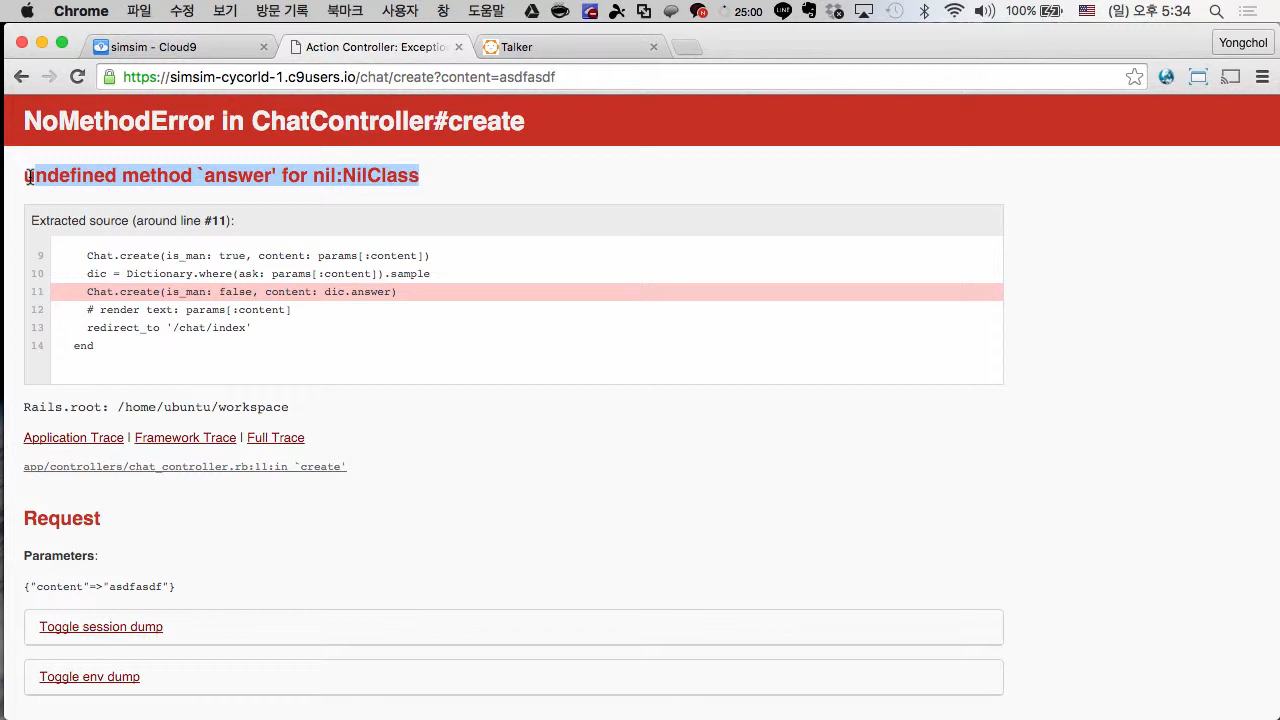 Chrome 파일 수정 보기 방문 기록 북마크 사용자 창 도움말 25:00 100% (일) 오후 5:34
simsim - Cloud9 Action Controller: Exceptio Talker Yongchol
https://simsim-cycorld-1.c9users.io/chat/create?content=asdfasdf
NoMethodError in ChatController#create
undefined method `answer' for nil:NilClass
Extracted source (around line #11):
9 Chat.create(is_man: true, content: params[:content])
10 dic = Dictionary.where(ask: params[:content]).sample
11 Chat.create(is_man: false, content: dic.answer)
12 # render text: params[:content]
13 redirect_to '/chat/index'
14 end
Rails.root: /home/ubuntu/workspace
Application Trace | Framework Trace | Full Trace
app/controllers/chat_controller.rb:11:in `create'
Request
Parameters:
{"content"=>"asdfasdf"}
Toggle session dump
Toggle env dump